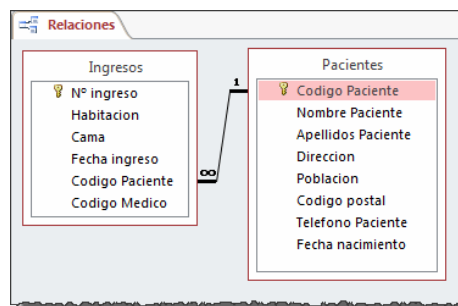 Relaciones
Ingresos
Nº ingreso
Habitacion
Cama
Fecha ingreso
Codigo Paciente
Codigo Medico
1
∞
Pacientes
Codigo Paciente
Nombre Paciente
Apellidos Paciente
Direccion
Poblacion
Codigo postal
Telefono Paciente
Fecha nacimiento